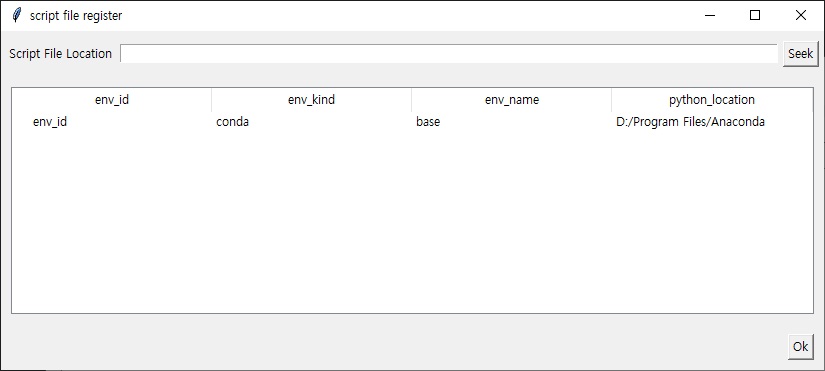 script file register
Script File Location Seek
env_id env_kind env_name python_location
env_id conda base D:/Program Files/Anaconda
Ok